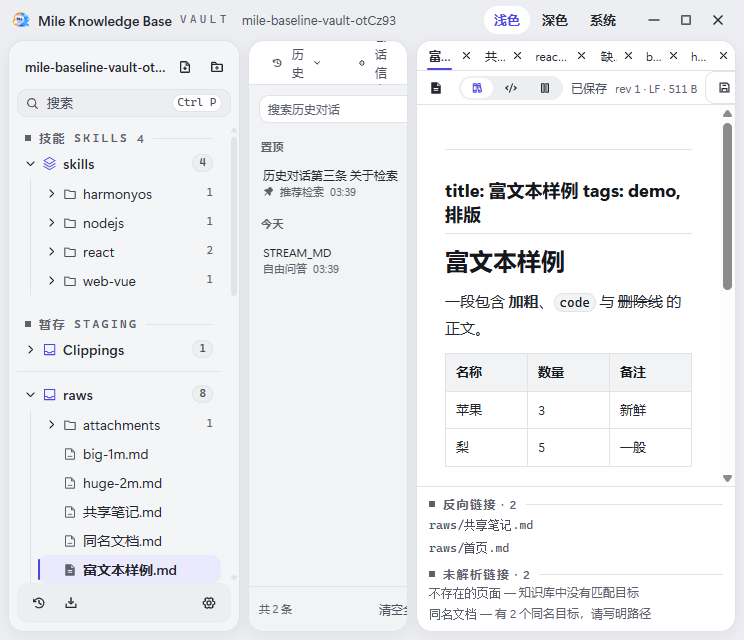 Mile Knowledge Base VAULT mile-baseline-vault-otCz93 浅色 深色 系统
mile-baseline-vault-ot...
搜索 Ctrl P
技能 SKILLS 4
skills 4
harmonyos 1
nodejs 1
react 2
web-vue 1
暂存 STAGING
Clippings 1
raws 8
attachments 1
big-1m.md
huge-2m.md
共享笔记.md
同名文档.md
富文本样例.md
历史
话信
搜索历史对话
置顶
历史对话第三条 关于检索
推荐检索 03:39
今天
STREAM_MD
自由问答 03:39
共 2 条 清空全
富... 共... reac... 缺. b... h...
已保存 rev 1 · LF · 511 B
title: 富文本样例 tags: demo,
排版
富文本样例
一段包含 加粗、 code 与 删除线 的
正文。
名称 数量 备注
苹果 3 新鲜
梨 5 一般
反向链接 · 2
raws/共享笔记.md
raws/首页.md
未解析链接 · 2
不存在的页面 — 知识库中没有匹配目标
同名文档 — 有 2 个同名目标，请写明路径